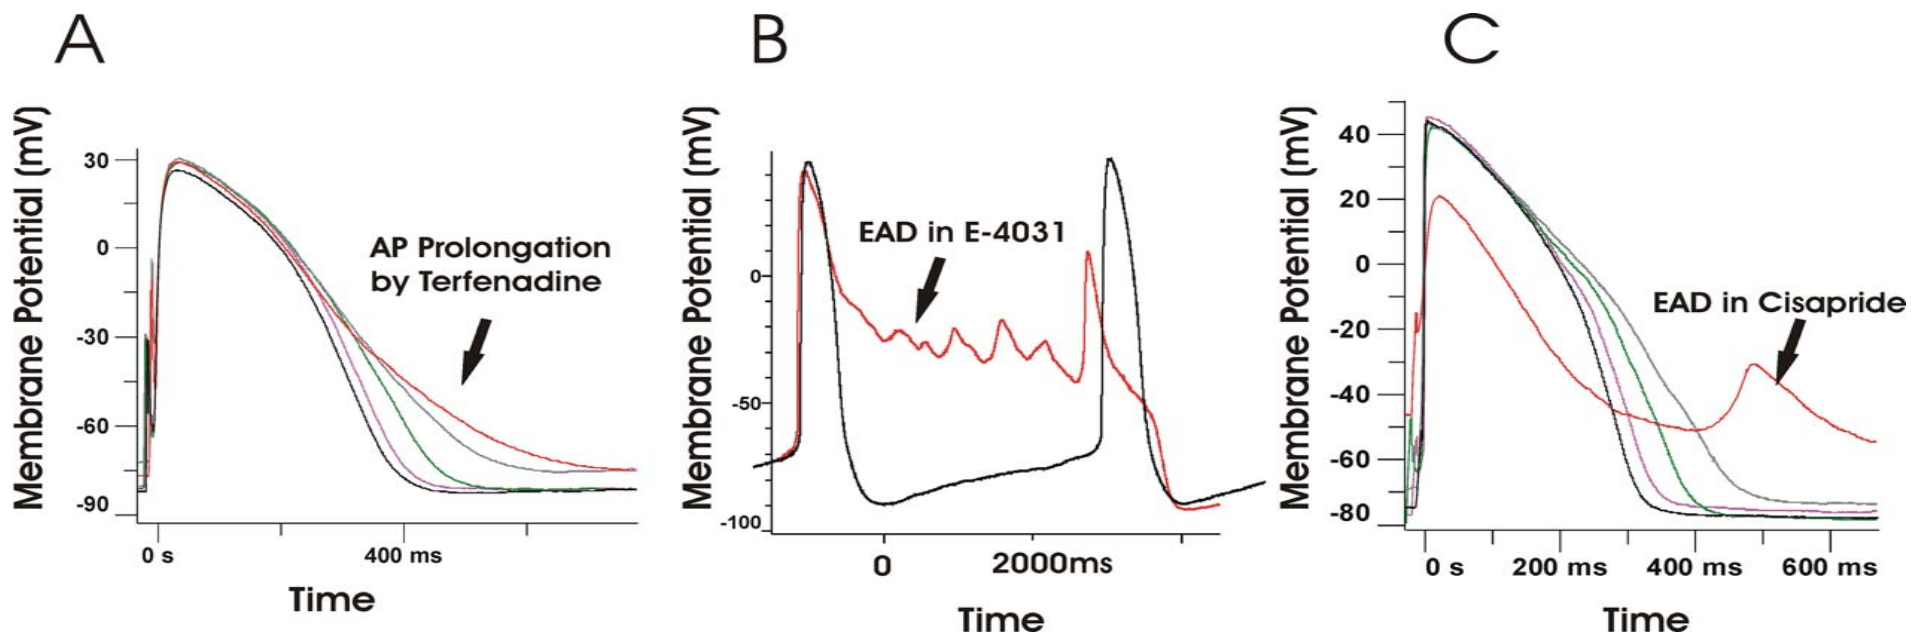 A
B
C
Membrane Potential (mV)
30
0
-30
-60
-90
AP Prolongation
by Terfenadine
0 s
400 ms
Time
Membrane Potential (mV)
0
-50
-100
EAD in E-4031
0
2000ms
Time
Membrane Potential (mV)
40
20
0
-20
-40
-60
-80
EAD in Cisapride
0 s
200 ms
400 ms
600 ms
Time